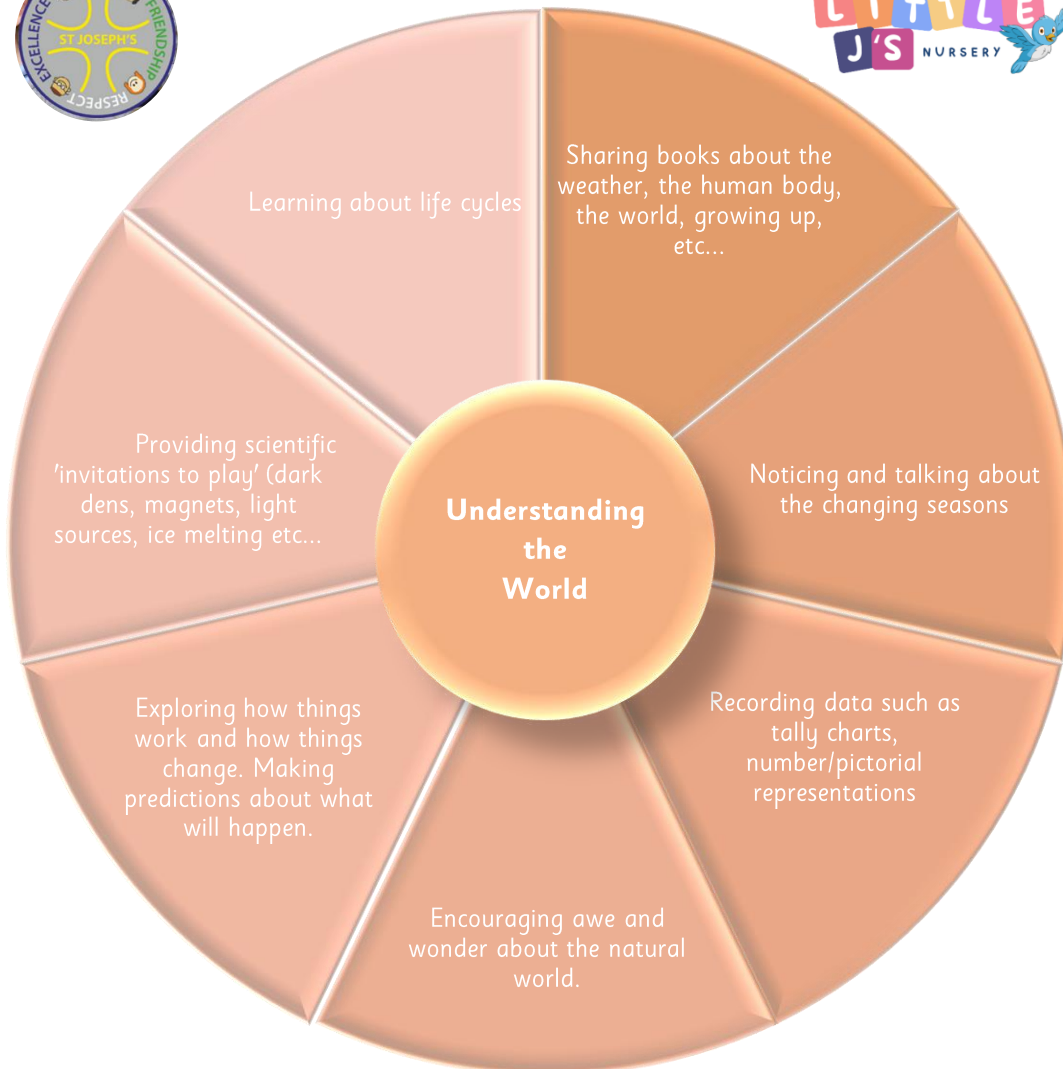 EXCELLENCE
FRIENDSHIP
ST JOSEPH'S
RESPECT
LITTLE
J'S NURSERY
Sharing books about the
weather, the human body,
the world, growing up,
etc...
Noticing and talking about
the changing seasons
Recording data such as
tally charts,
number/pictorial
representations
Encouraging awe and
wonder about the natural
world.
Exploring how things
work and how things
change. Making
predictions about what
will happen.
Providing scientific
'invitations to play' (dark
dens, magnets, light
sources, ice melting etc...
Learning about life cycles
Understanding
the
World